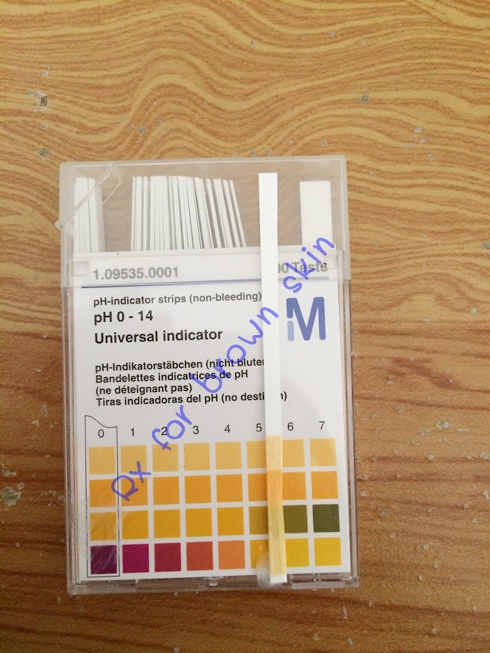 1.09535.0001
00 Teste
pH-indicator strips (non-bleeding)
pH 0 - 14
Universal indicator
M
pH-Indikatorstäbchen (nicht bluten
Bandelettes indicatrices de pH
(ne déteignant pas)
Tiras indicadoras del pH (no desti
0 1 2 3 4 5 6 7
Rx for brown skin